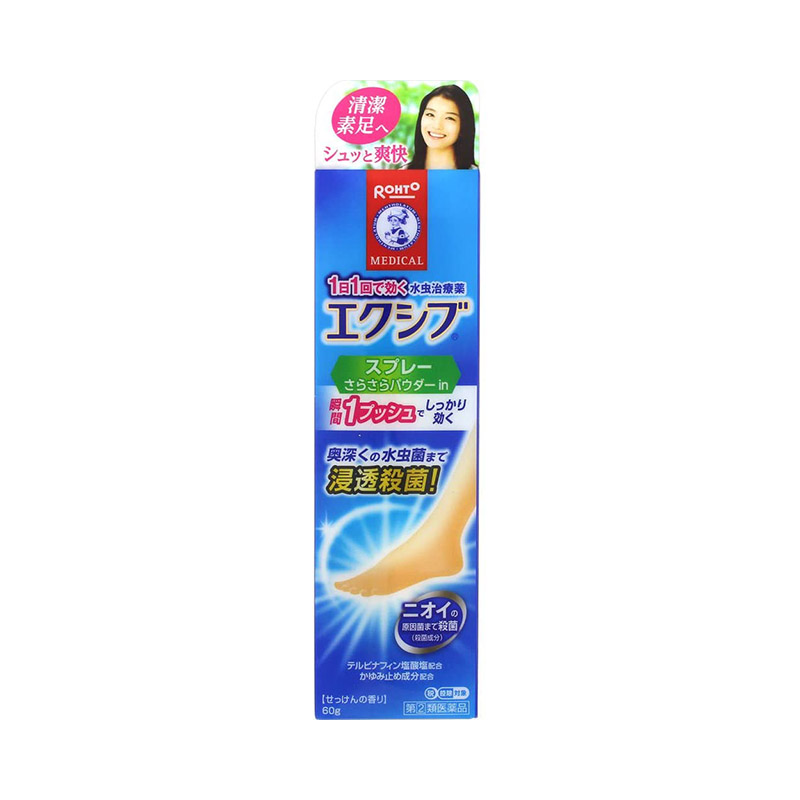 清潔
素足へ
シュッと爽快
ROHTO
MEDICAL
1日1回で効く 水虫治療薬
エクシブ®
スプレー
さらさらパウダー in
瞬間 1プッシュで しっかり
効く
奥深くの水虫菌まで
浸透殺菌!
ニオイの
原因菌まで殺菌
(殺菌成分)
テルビナフィン塩酸塩配合
かゆみ止め成分配合
【せっけんの香り】
60g
税 控除 対象
第②類医薬品